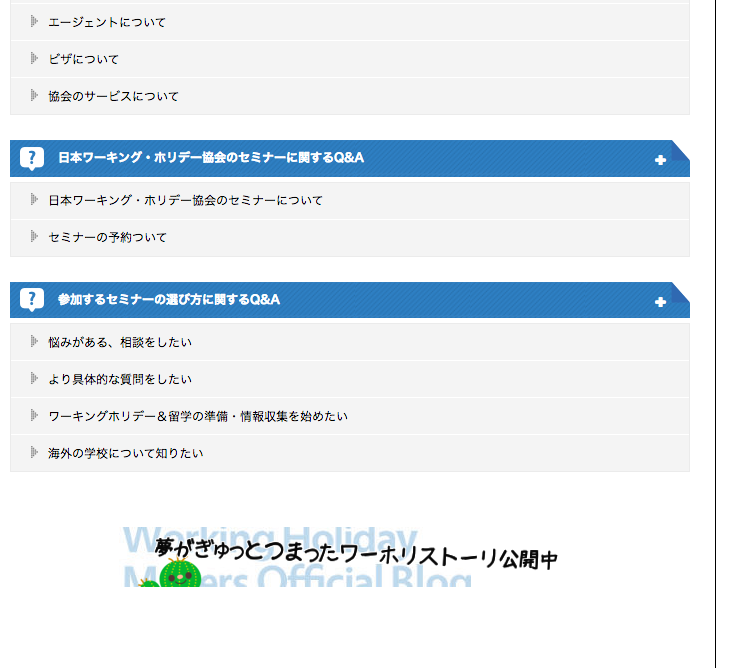 エージェントについて
ビザについて
協会のサービスについて
? 日本ワーキング・ホリデー協会のセミナーに関するQ&A +
日本ワーキング・ホリデー協会のセミナーについて
セミナーの予約ついて
? 参加するセミナーの選び方に関するQ&A +
悩みがある、相談をしたい
より具体的な質問をしたい
ワーキングホリデー＆留学の準備・情報収集を始めたい
海外の学校について知りたい
Working Holiday
夢がぎゅっとつまったワーホリストーリ公開中
Official Blog